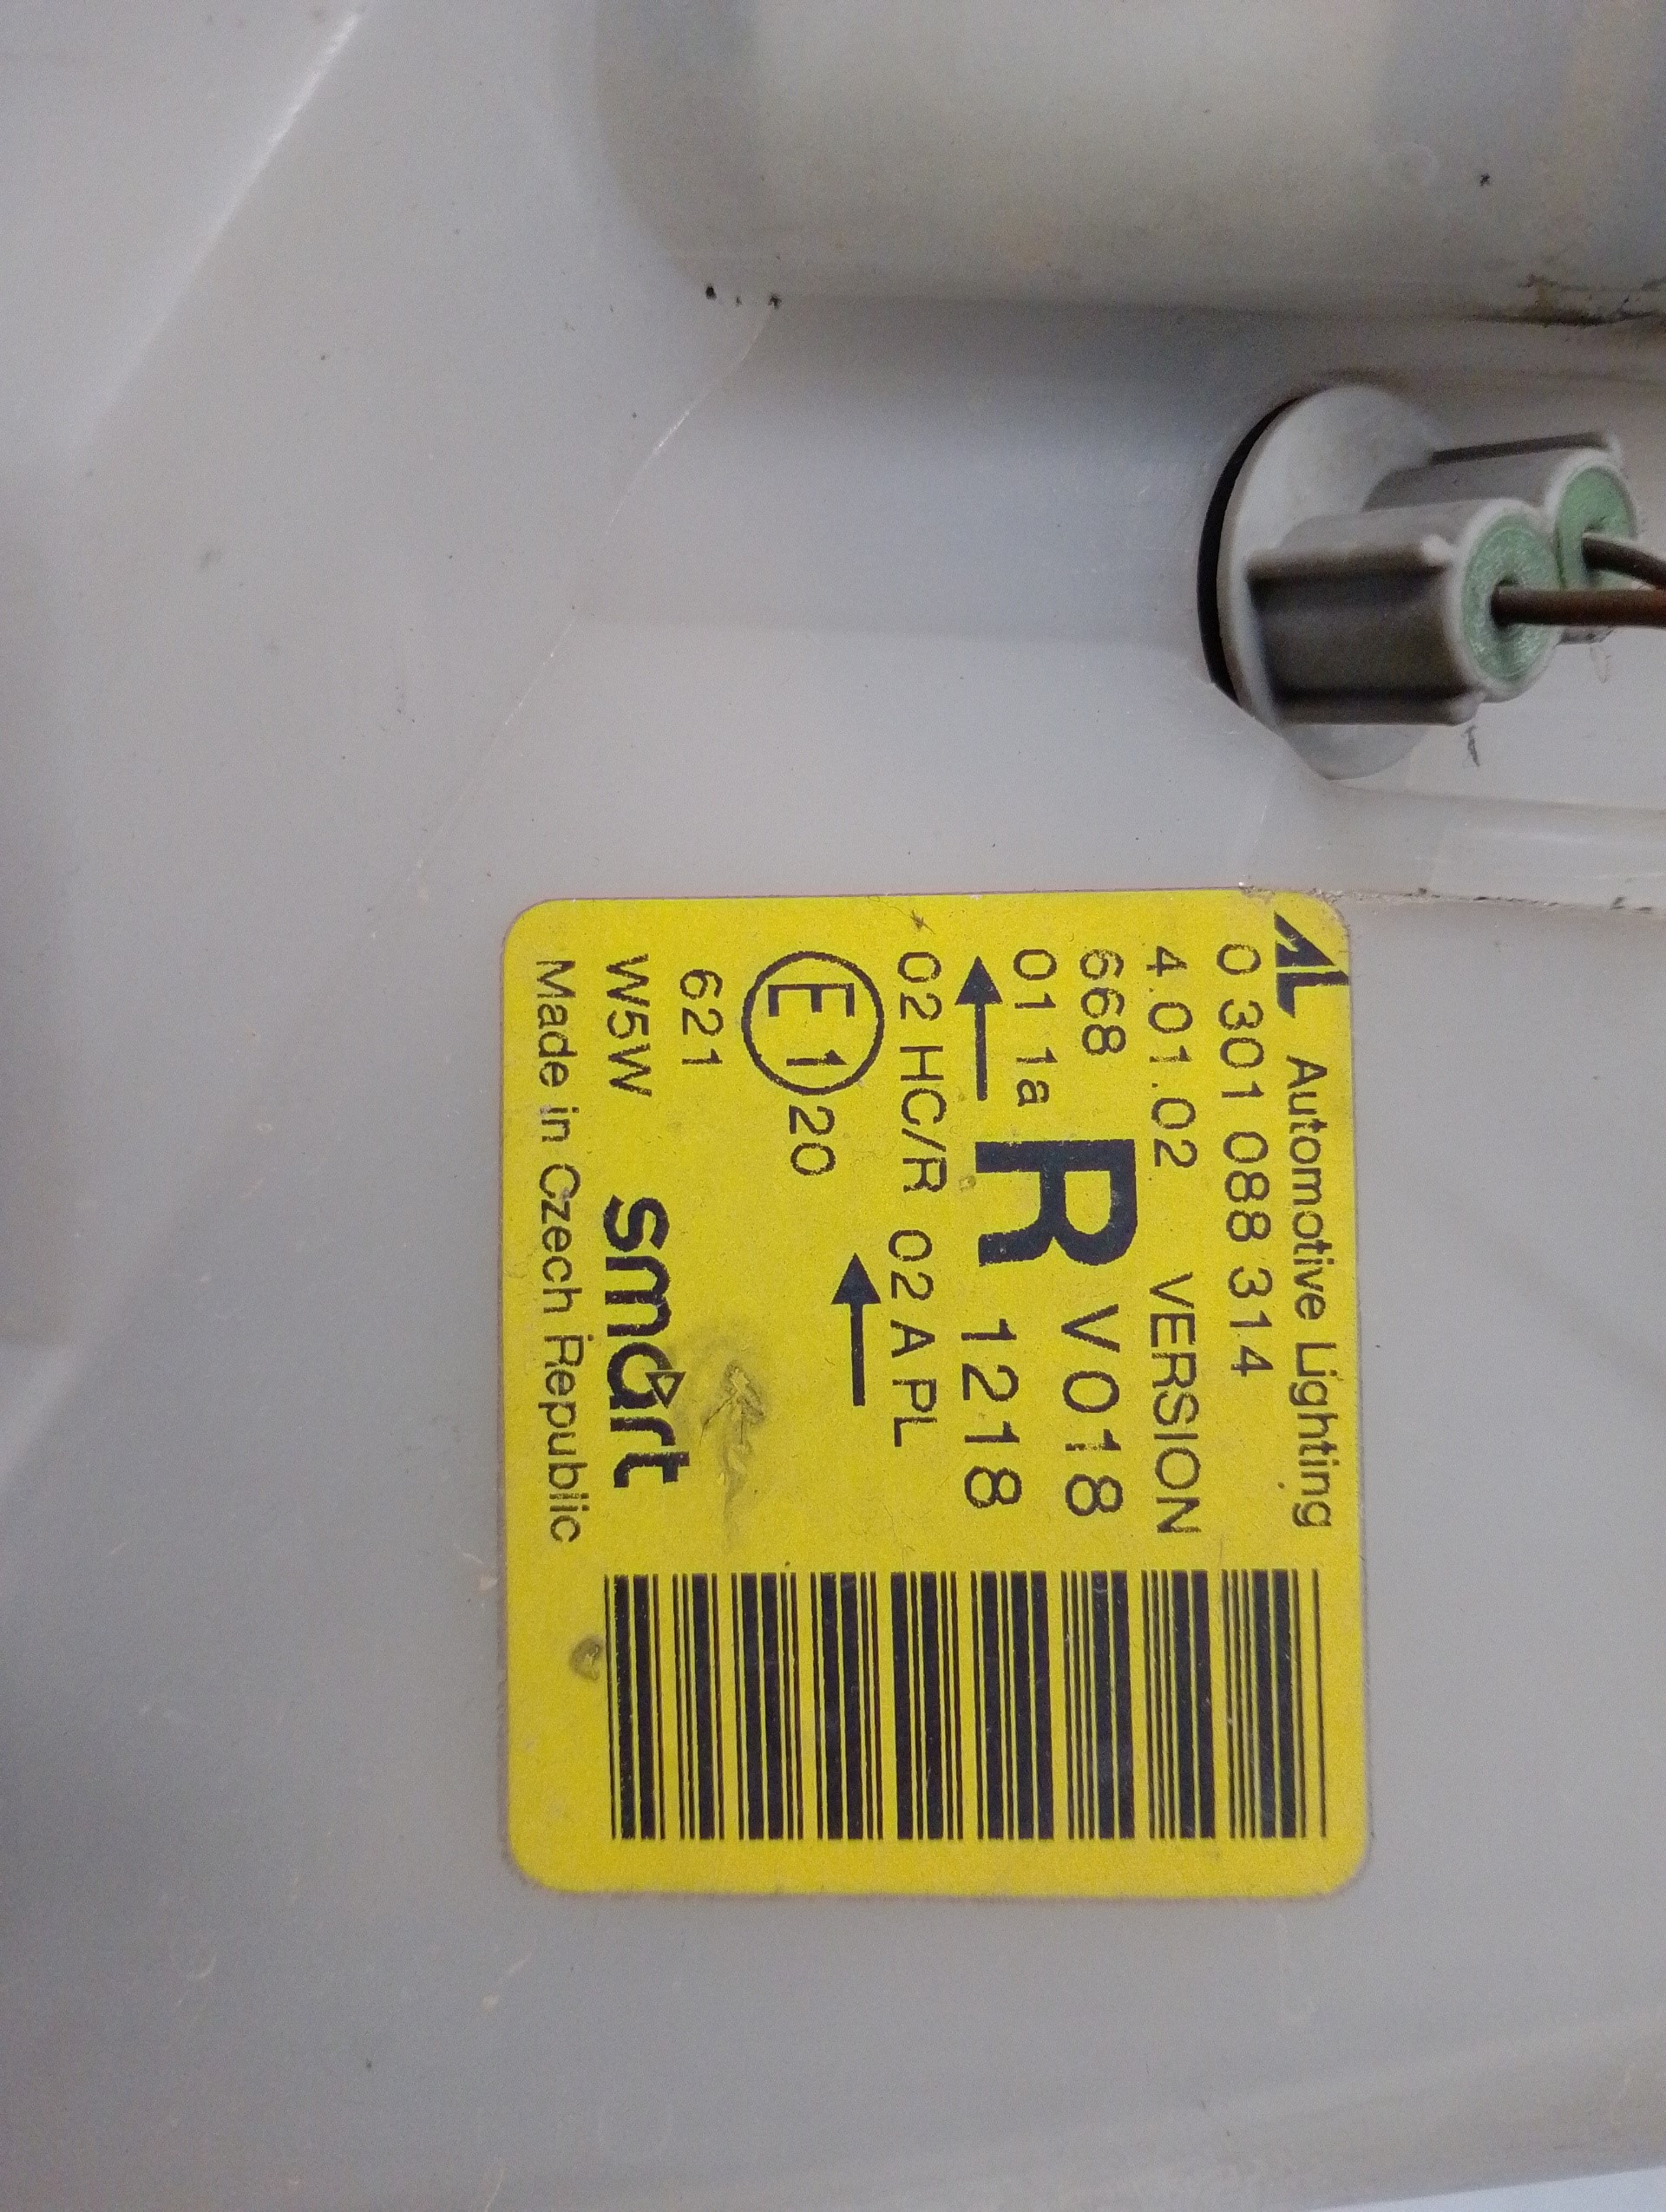 AL Automotive Lighting
0 301 088 314
4.01.02 VERSION
668 R V018
01 1a 1218
02 HC/R 02 A PL
E1 20
621
W5W smart
Made in Czech Republic